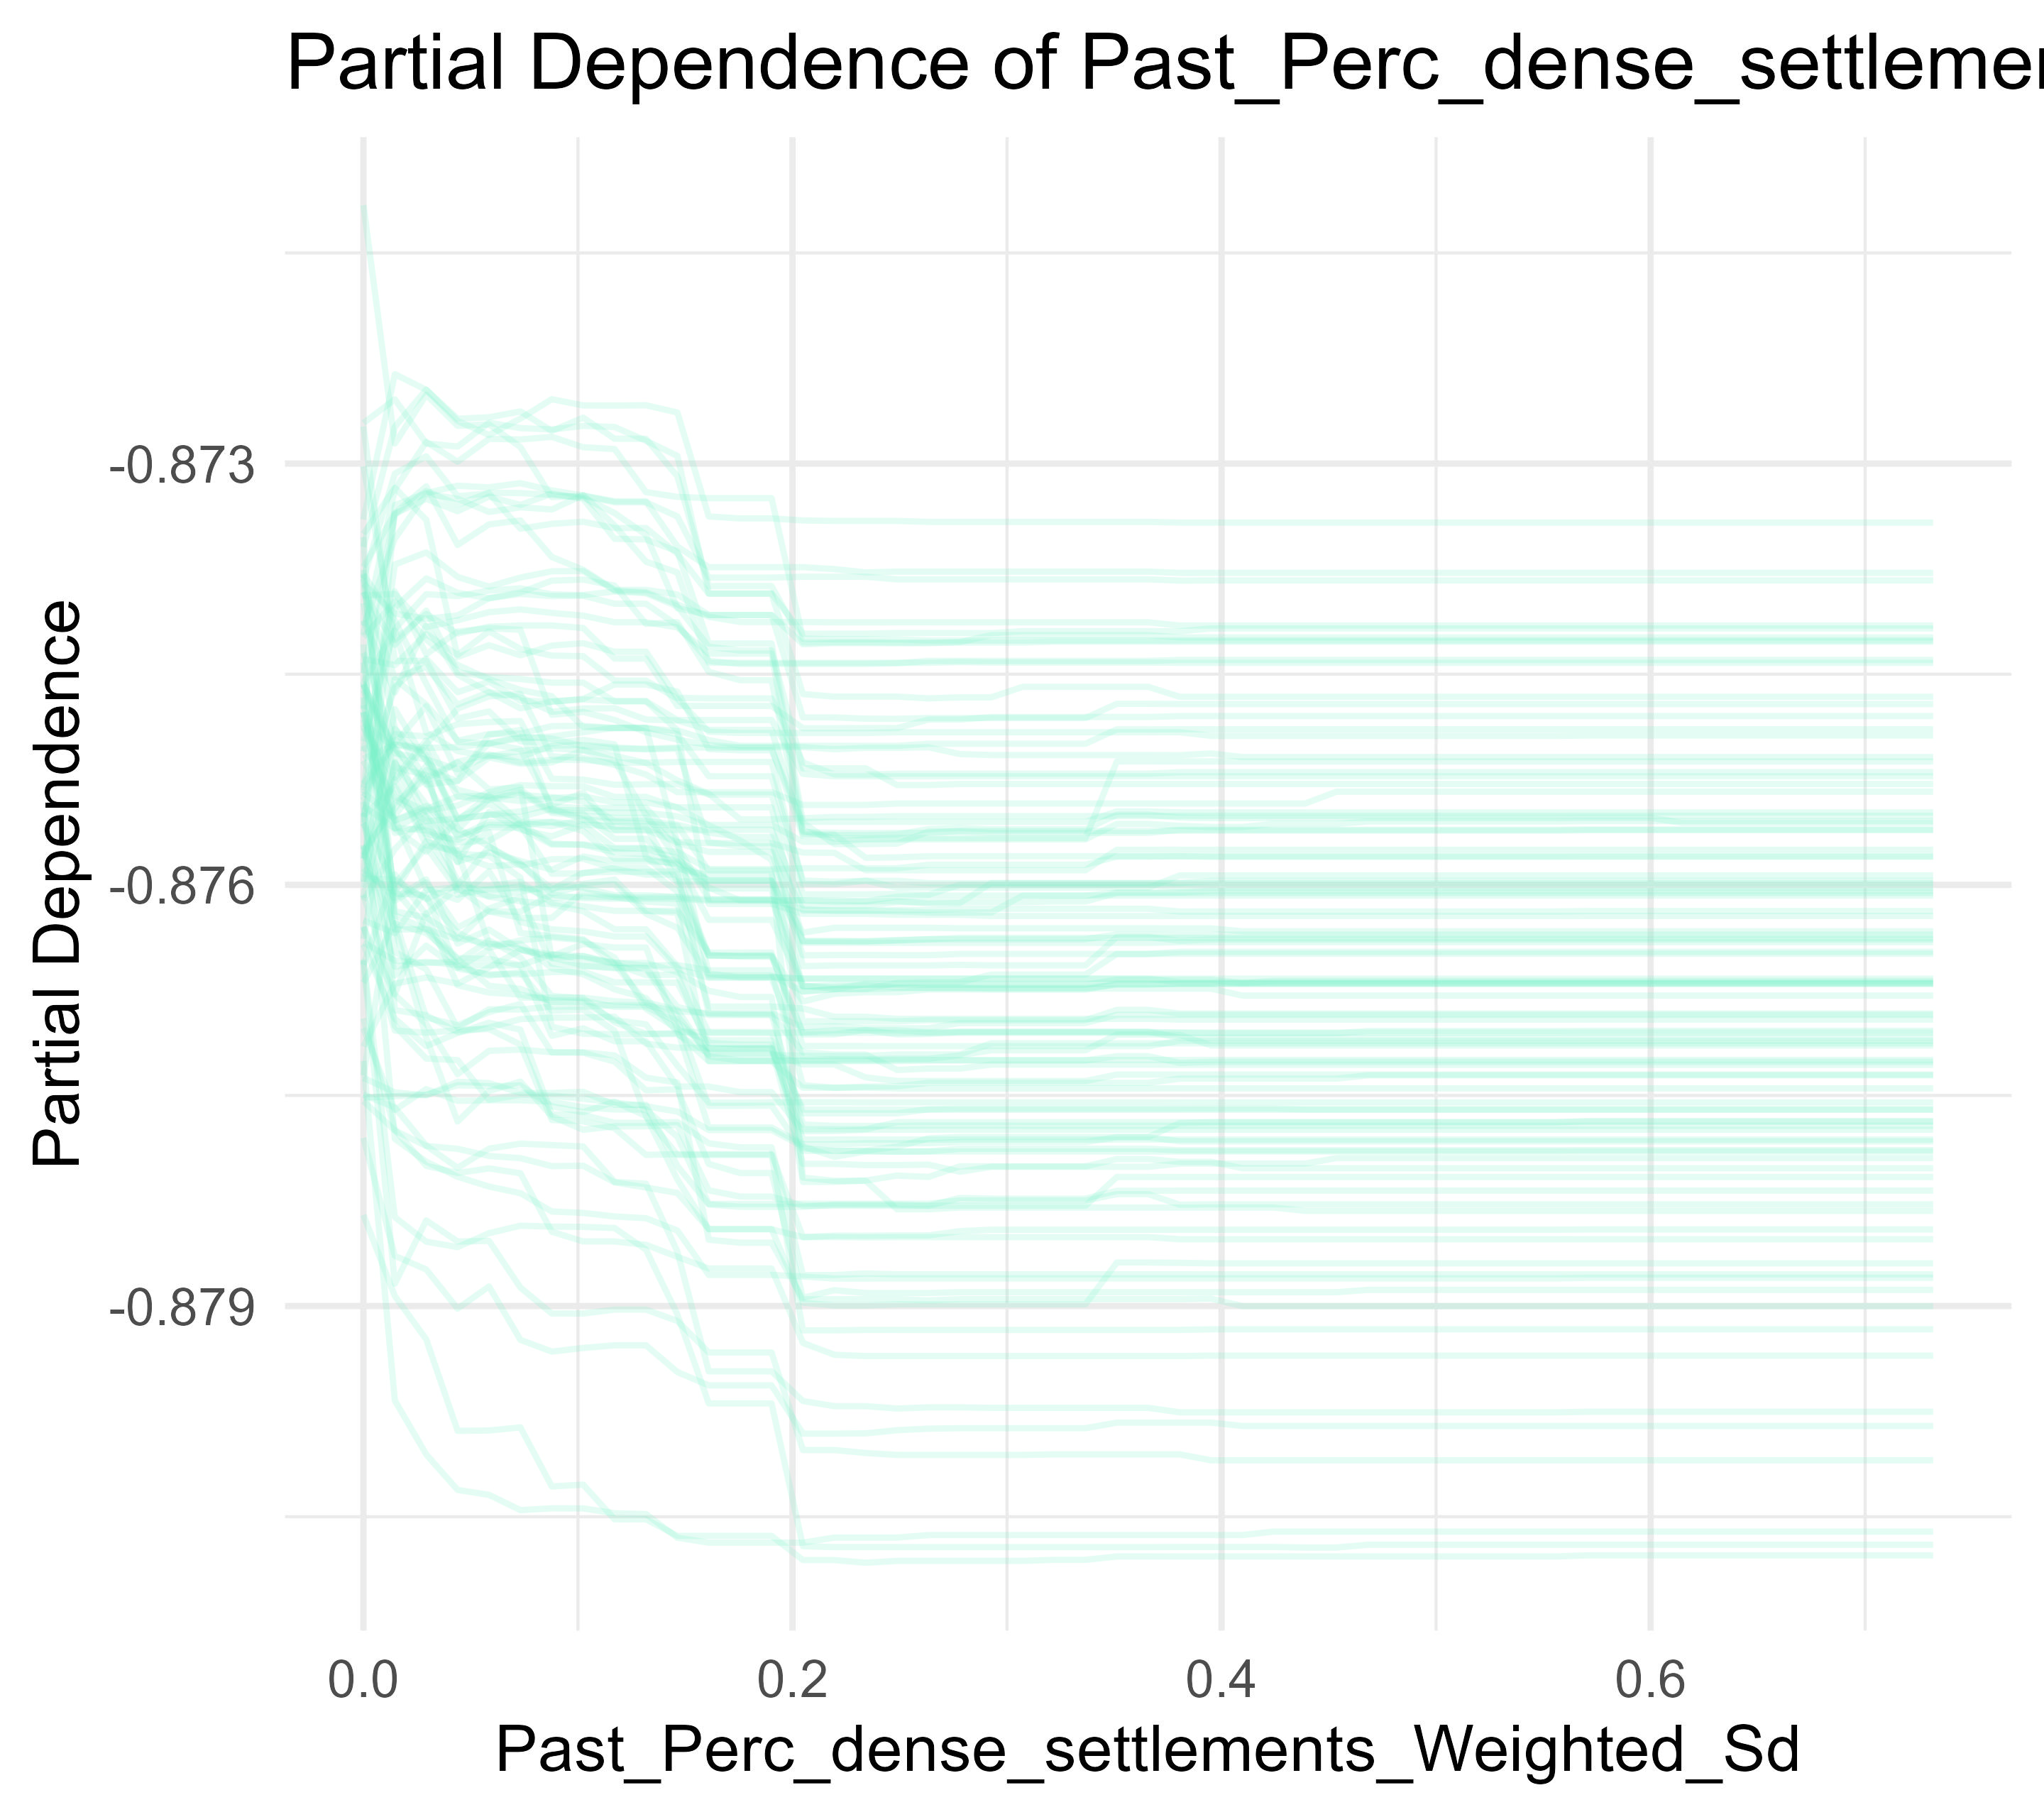 Partial Dependence of Past_Perc_dense_settlemer
Partial Dependence
-0.873
-0.876
-0.879
0.0 0.2 0.4 0.6
Past_Perc_dense_settlements_Weighted_Sd